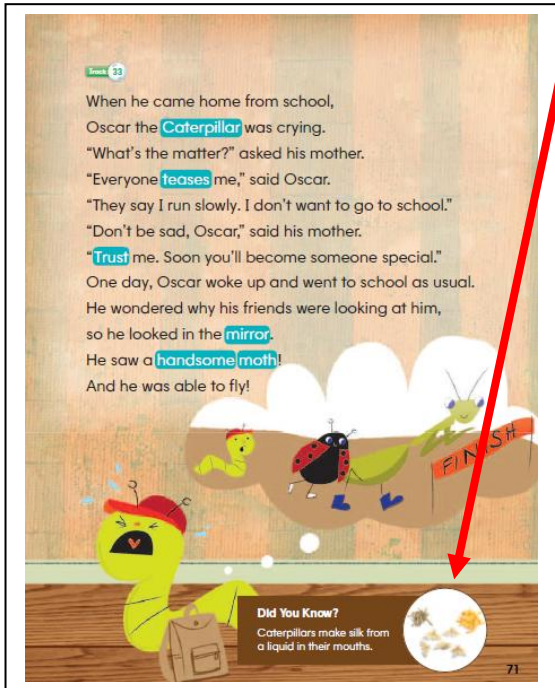 Track 33
When he came home from school,
Oscar the Caterpillar was crying.
“What’s the matter?” asked his mother.
“Everyone teases me,” said Oscar.
“They say I run slowly. I don’t want to go to school.”
“Don’t be sad, Oscar,” said his mother.
“Trust me. Soon you’ll become someone special.”
One day, Oscar woke up and went to school as usual.
He wondered why his friends were looking at him,
so he looked in the mirror.
He saw a handsome moth!
And he was able to fly!
FINISH
Did You Know?
Caterpillars make silk from
a liquid in their mouths.
71